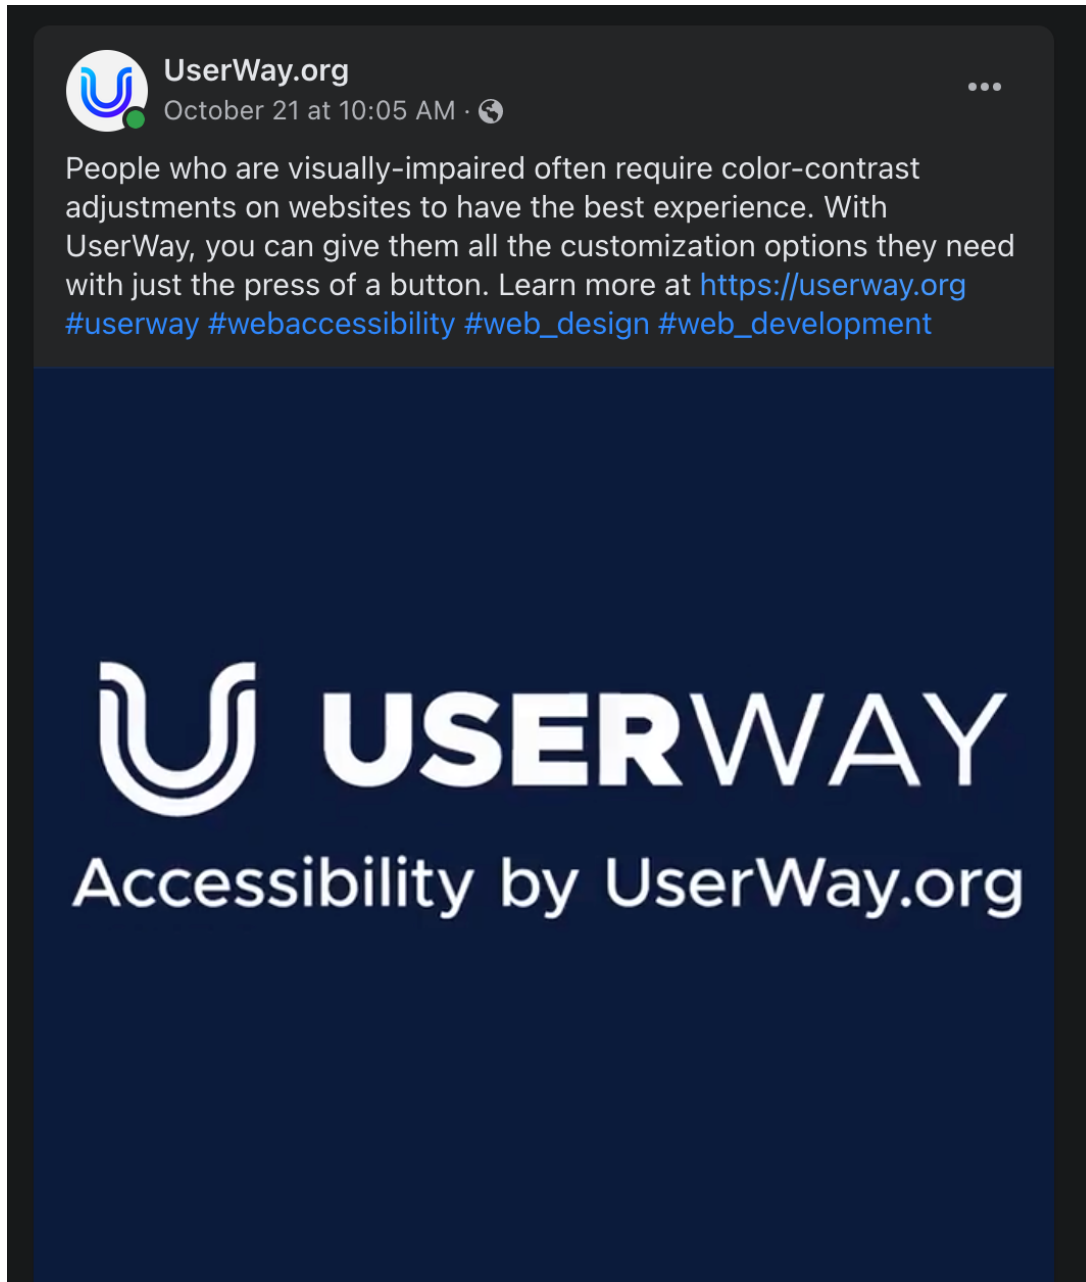 UserWay.org
October 21 at 10:05 AM ·
People who are visually-impaired often require color-contrast
adjustments on websites to have the best experience. With
UserWay, you can give them all the customization options they need
with just the press of a button. Learn more at https://userway.org
#userway #webaccessibility #web_design #web_development
USERWAY
Accessibility by UserWay.org